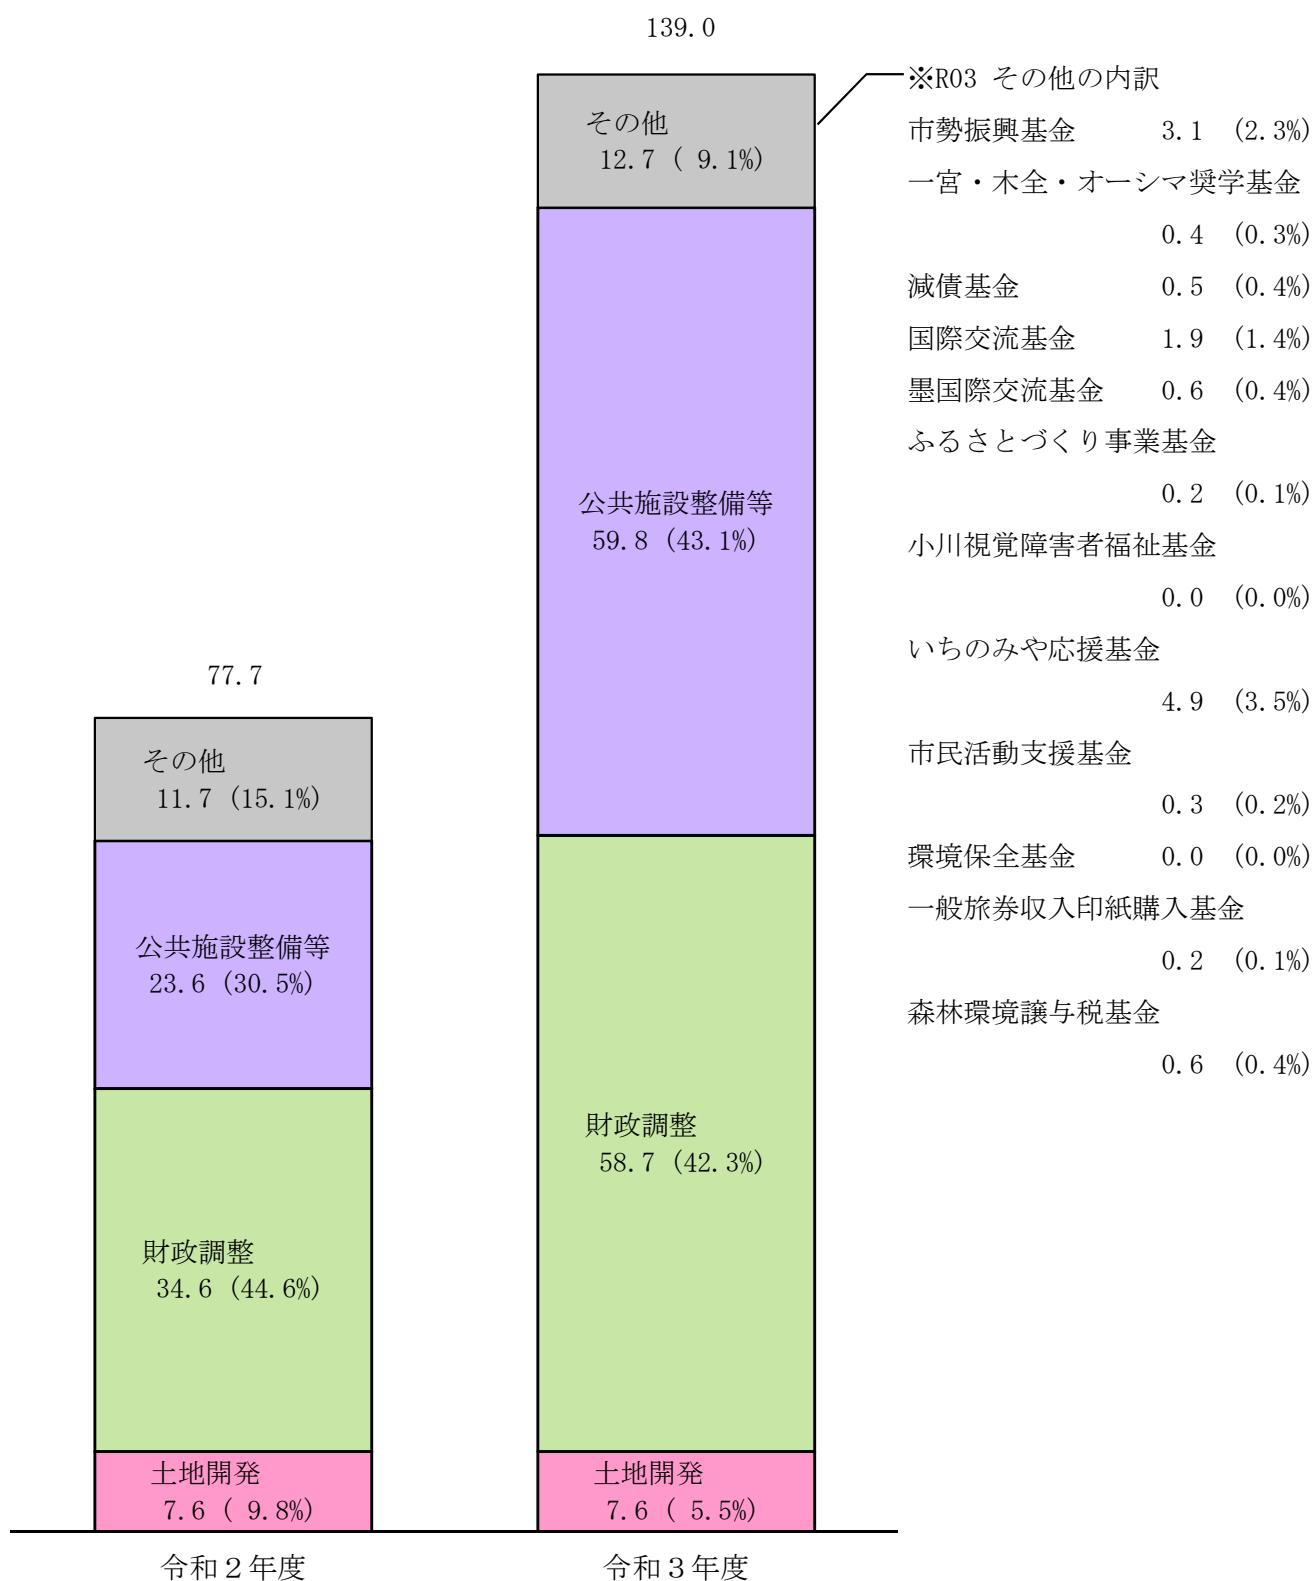 139.0
その他
12.7 ( 9.1%)
公共施設整備等
59.8 (43.1%)
財政調整
58.7 (42.3%)
土地開発
7.6 ( 5.5%)
令和３年度
77.7
その他
11.7 (15.1%)
公共施設整備等
23.6 (30.5%)
財政調整
34.6 (44.6%)
土地開発
7.6 ( 9.8%)
令和２年度
※R03 その他の内訳
市勢振興基金 3.1 (2.3%)
一宮・木全・オーシマ奨学基金
0.4 (0.3%)
減債基金 0.5 (0.4%)
国際交流基金 1.9 (1.4%)
墨国際交流基金 0.6 (0.4%)
ふるさとづくり事業基金
0.2 (0.1%)
小川視覚障害者福祉基金
0.0 (0.0%)
いちのみや応援基金
4.9 (3.5%)
市民活動支援基金
0.3 (0.2%)
環境保全基金 0.0 (0.0%)
一般旅券収入印紙購入基金
0.2 (0.1%)
森林環境譲与税基金
0.6 (0.4%)